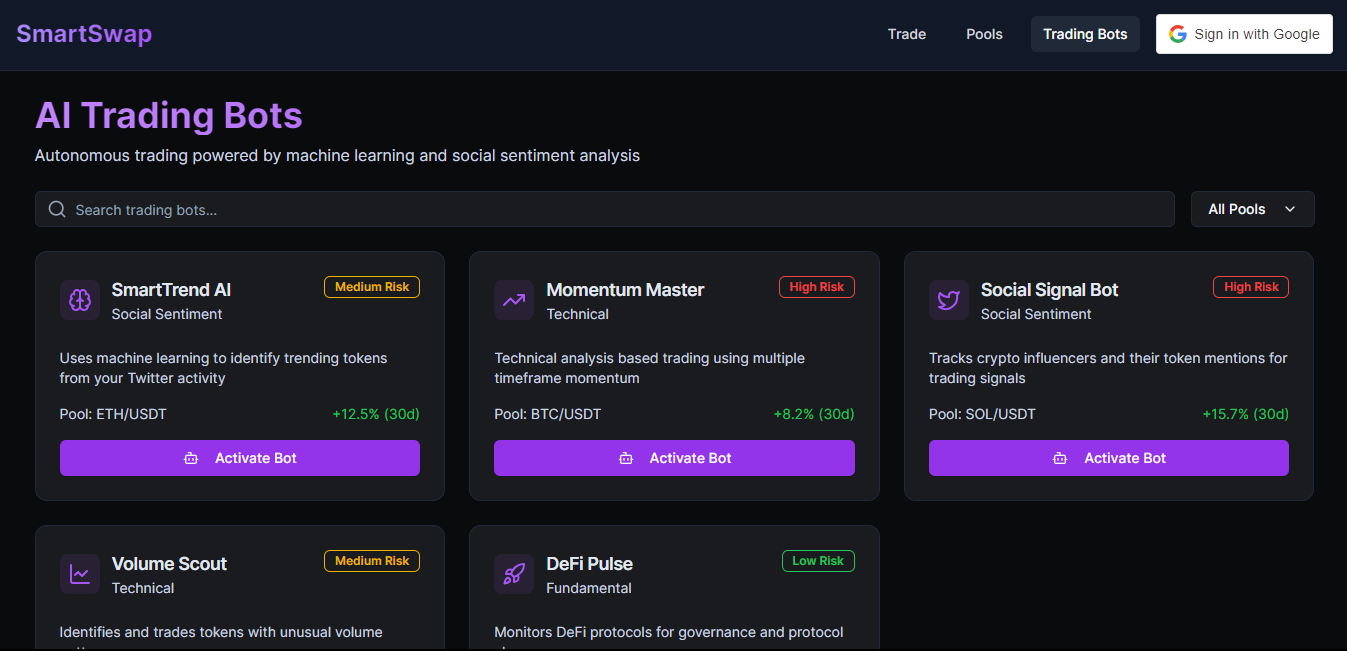 SmartSwap
Trade
Pools
Trading Bots
Sign in with Google
AI Trading Bots
Autonomous trading powered by machine learning and social sentiment analysis
Search trading bots...
All Pools
SmartTrend AI
Medium Risk
Social Sentiment
Uses machine learning to identify trending tokens
from your Twitter activity
Pool: ETH/USDT
+12.5% (30d)
Activate Bot
Momentum Master
High Risk
Technical
Technical analysis based trading using multiple
timeframe momentum
Pool: BTC/USDT
+8.2% (30d)
Activate Bot
Social Signal Bot
High Risk
Social Sentiment
Tracks crypto influencers and their token mentions for
trading signals
Pool: SOL/USDT
+15.7% (30d)
Activate Bot
Volume Scout
Medium Risk
Technical
Identifies and trades tokens with unusual volume
DeFi Pulse
Low Risk
Fundamental
Monitors DeFi protocols for governance and protocol